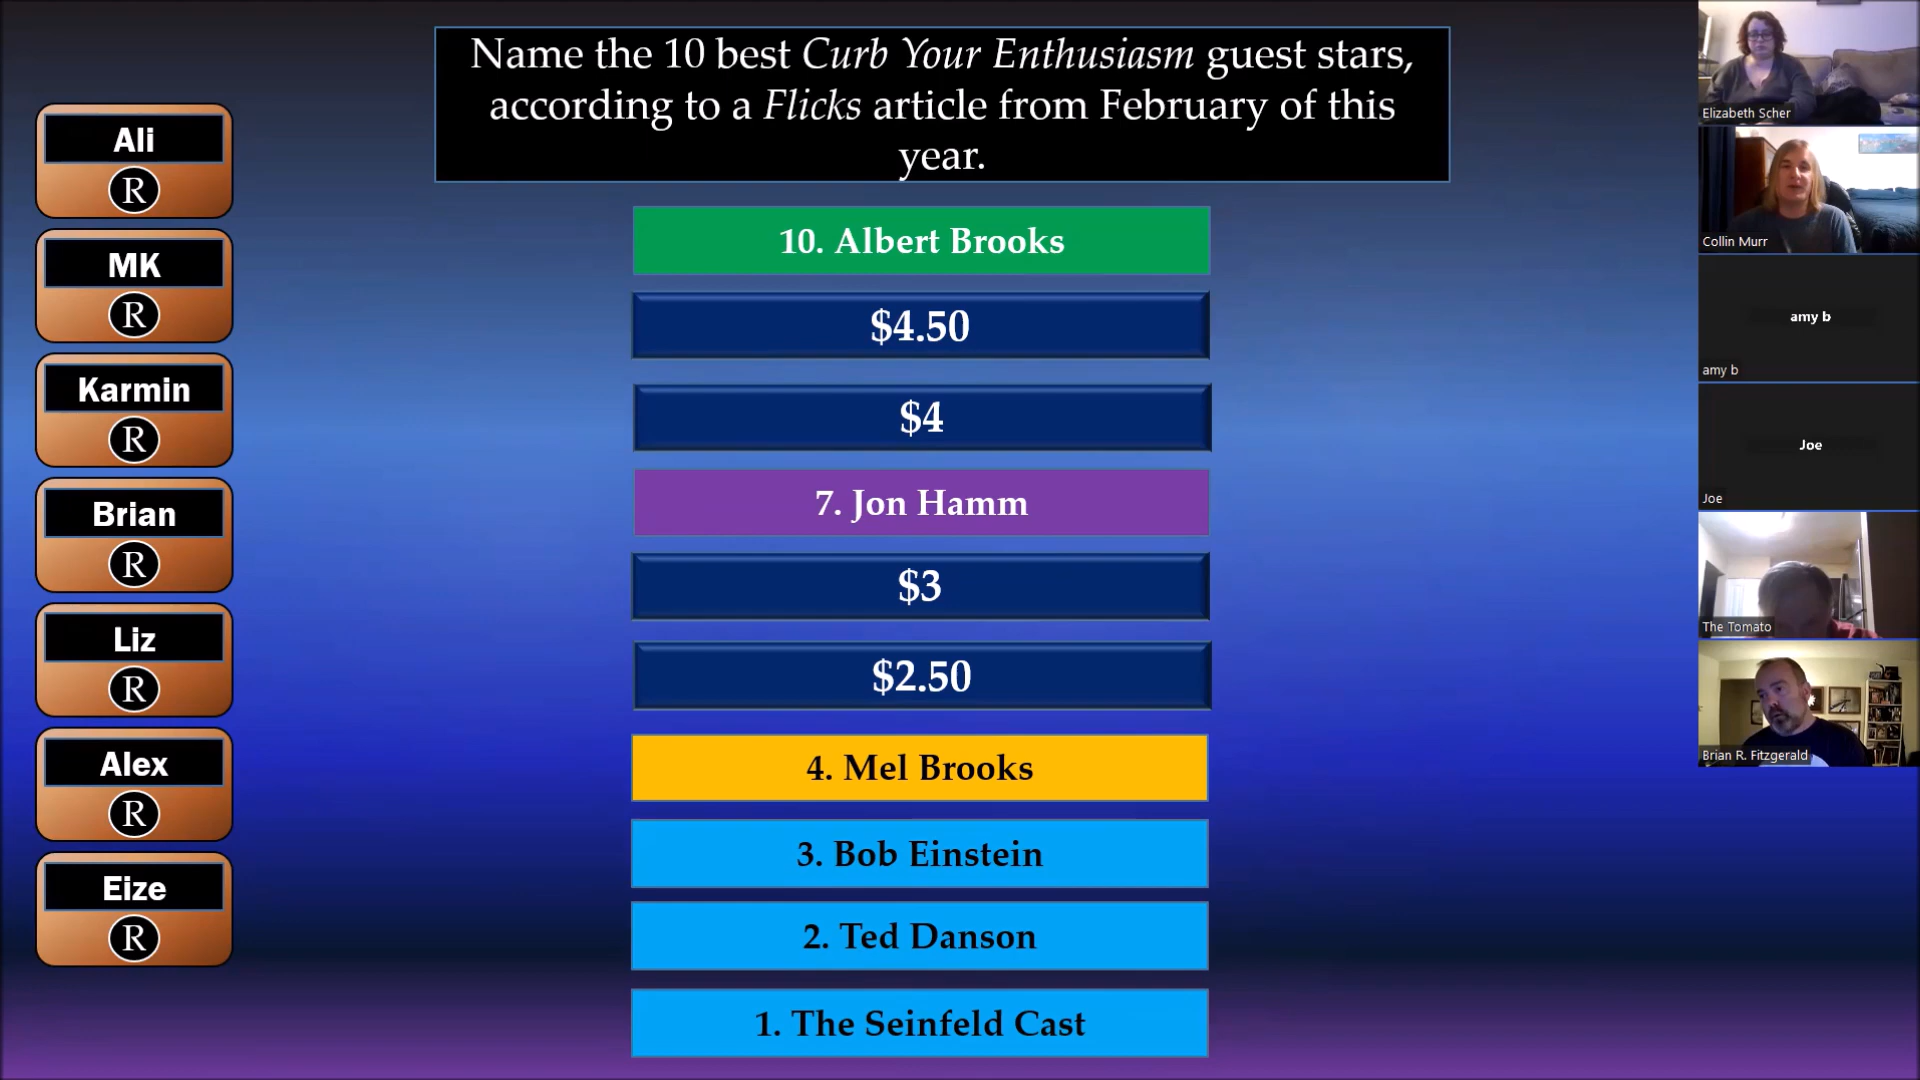 Name the 10 best Curb Your Enthusiasm guest stars,
according to a Flicks article from February of this
year.
Ali
R
MK
R
Karmin
R
Brian
R
Liz
R
Alex
R
Eize
R
10. Albert Brooks
$4.50
$4
7. Jon Hamm
$3
$2.50
4. Mel Brooks
3. Bob Einstein
2. Ted Danson
1. The Seinfeld Cast
Elizabeth Scher
Collin Murr
amy b
amy b
Joe
Joe
The Tomato
Brian R. Fitzgerald